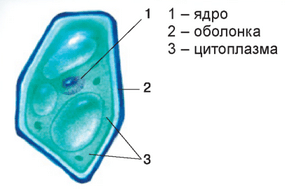 1
2
3
1 – ядро
2 – оболонка
3 – цитоплазма